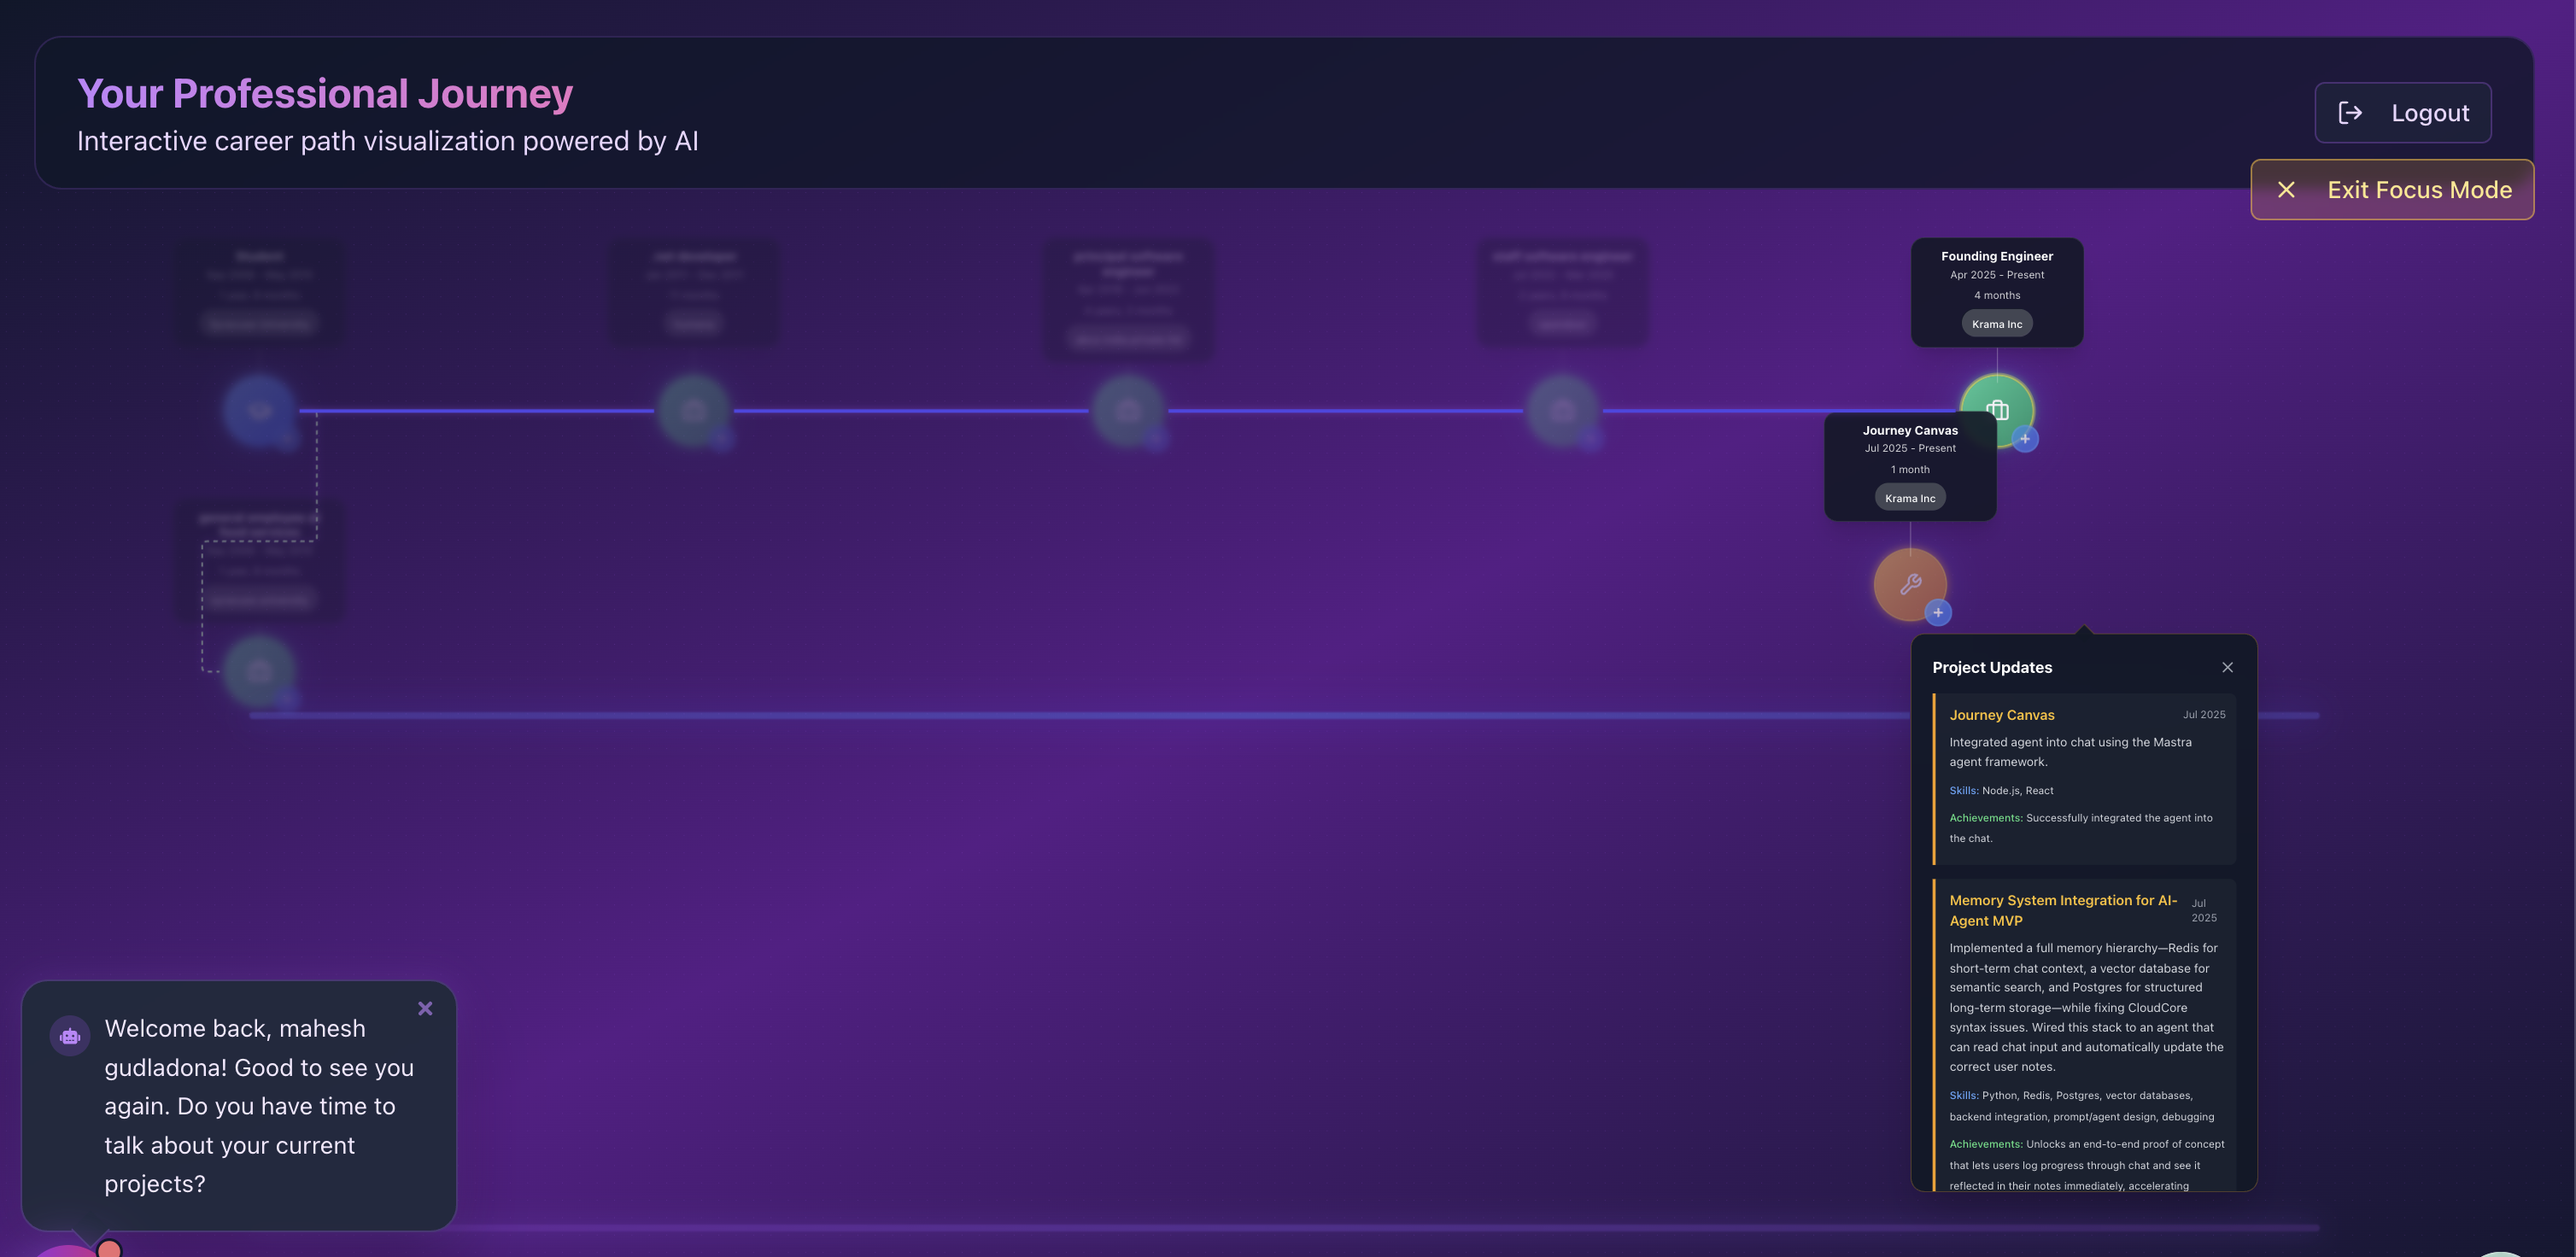 Your Professional Journey
Interactive career path visualization powered by AI
Logout
Exit Focus Mode
Founding Engineer
Apr 2025 - Present
4 months
Krama Inc
Journey Canvas
Jul 2025 - Present
1 month
Krama Inc
Project Updates
Journey Canvas
Jul 2025
Integrated agent into chat using the Mastra
agent framework.
Skills: Node.js, React
Achievements: Successfully integrated the agent into
the chat.
Memory System Integration for AI-
Agent MVP
Jul
2025
Implemented a full memory hierarchy—Redis for
short-term chat context, a vector database for
semantic search, and Postgres for structured
long-term storage—while fixing CloudCore
syntax issues. Wired this stack to an agent that
can read chat input and automatically update the
correct user notes.
Skills: Python, Redis, Postgres, vector databases,
backend integration, prompt/agent design, debugging
Achievements: Unlocks an end-to-end proof of concept
that lets users log progress through chat and see it
reflected in their notes immediately, accelerating
Welcome back, mahesh
gudladona! Good to see you
again. Do you have time to
talk about your current
projects?